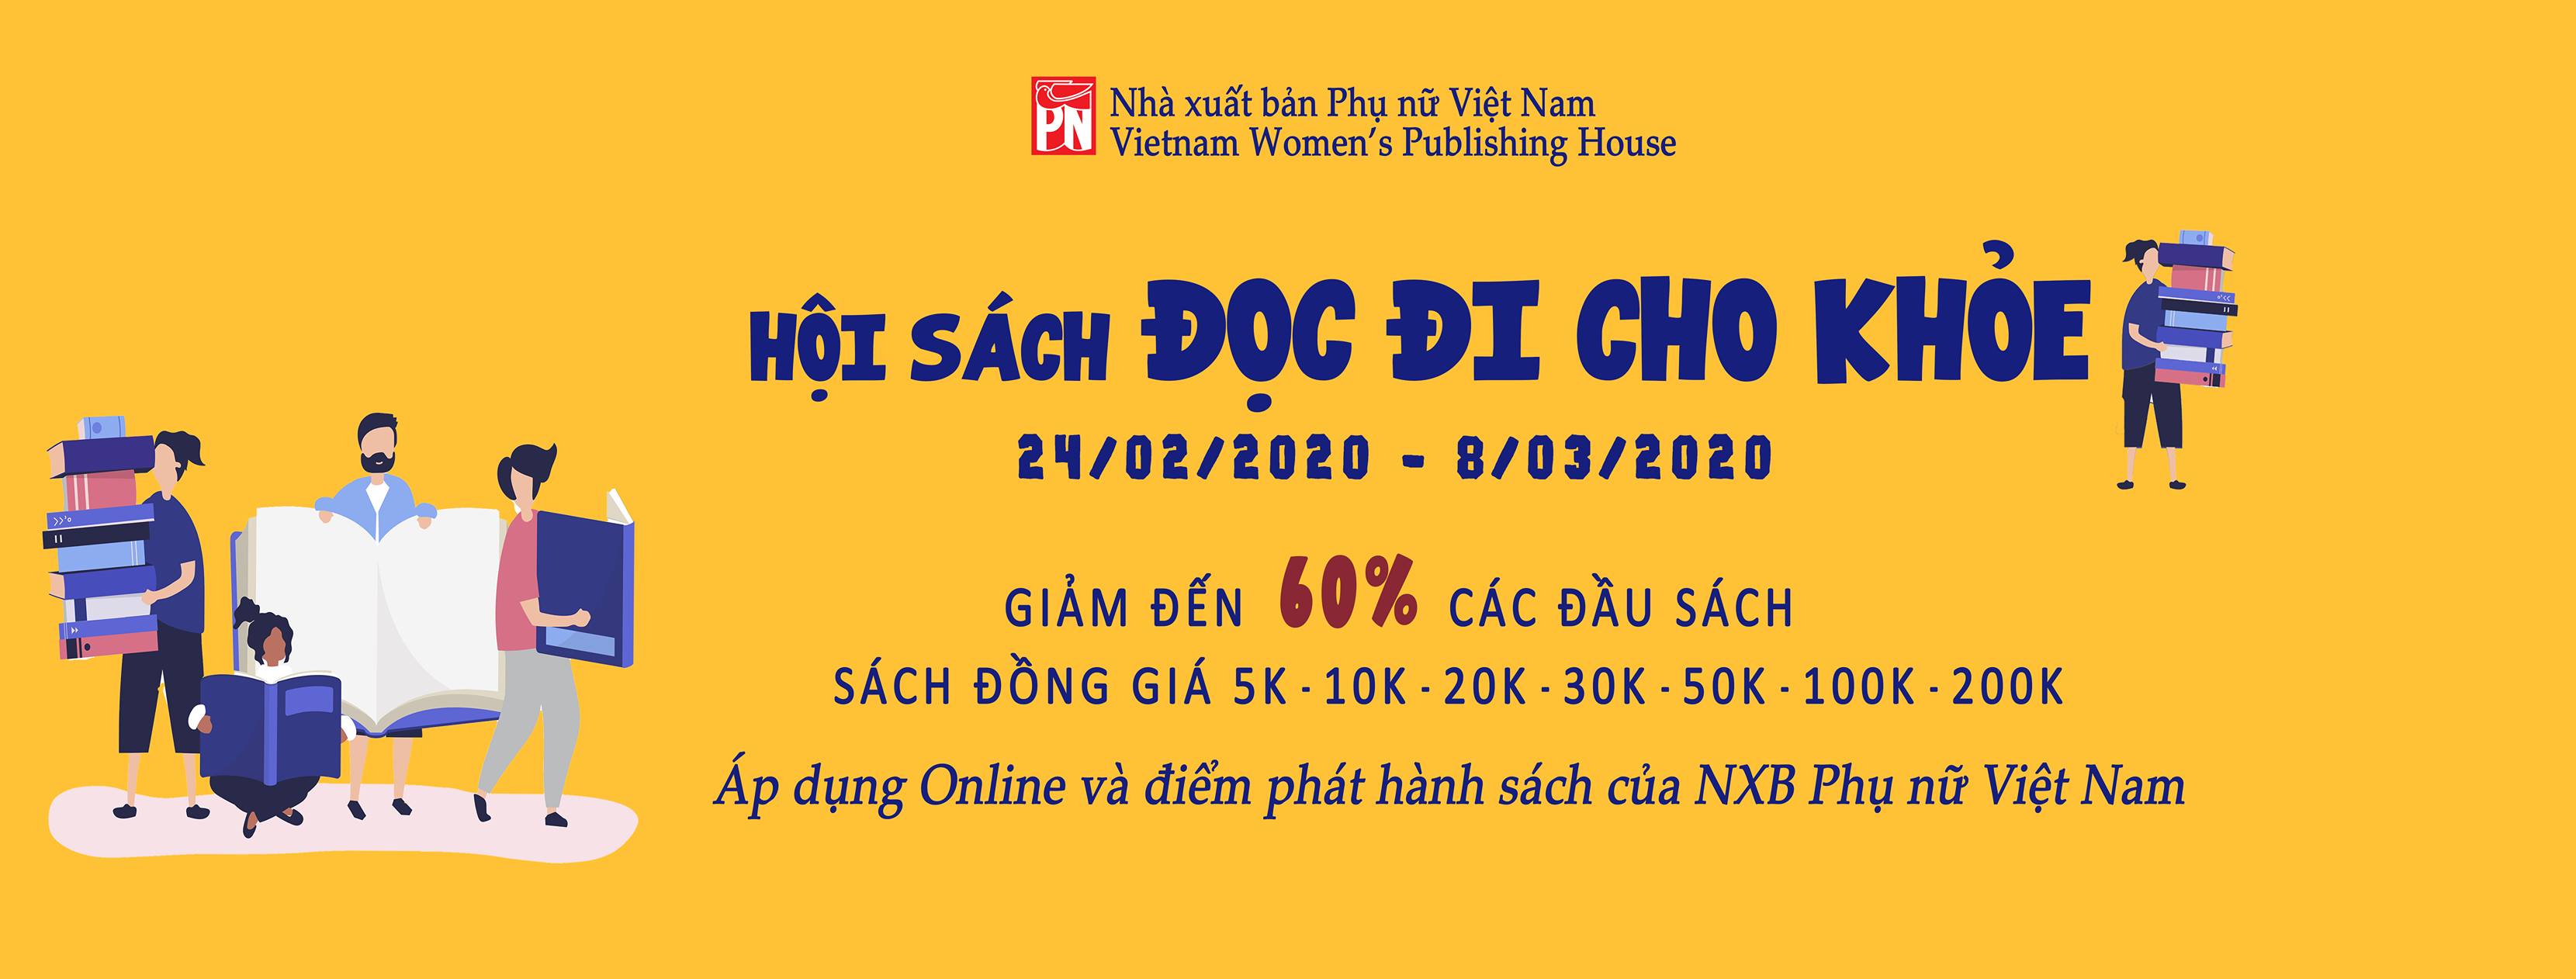 PN
Nhà xuất bản Phụ nữ Việt Nam
Vietnam Women's Publishing House
HỘI SÁCH ĐỌC ĐI CHO KHỎE
24/02/2020 - 8/03/2020
GIẢM ĐẾN 60% CÁC ĐẦU SÁCH
SÁCH ĐỒNG GIÁ 5K - 10K - 20K - 30K - 50K - 100K - 200K
Áp dụng Online và điểm phát hành sách của NXB Phụ nữ Việt Nam